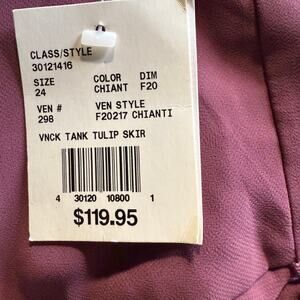 CLASS/STYLE
30121416
SIZE COLOR DIM
24 CHIANT F20
VEN # VEN STYLE
298 F20217 CHIANTI
VNCK TANK TULIP SKIR
4 30120 10800 1
$119.95